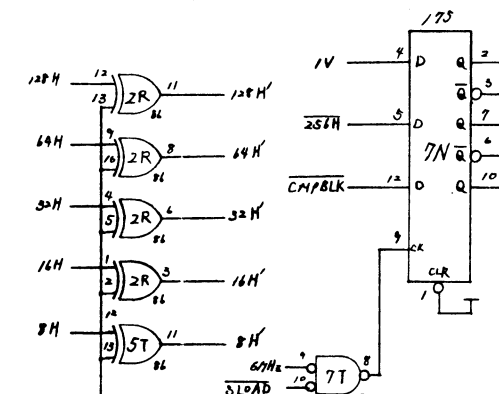 175
128H 12 13 2R 86 11 128H'
64H 9 10 2R 86 8 64H'
32H 4 5 2R 86 6 32H'
16H 1 2 2R 86 3 16H'
8H 12 13 5T 86 11 8H'
1V 4 D Q 2
Q 3
256H 5 D Q 7
7N Q 6
CMPBLK 12 D Q 10
9 CK
CLR
1
6MHz 9 7T 8
SLOAD 10